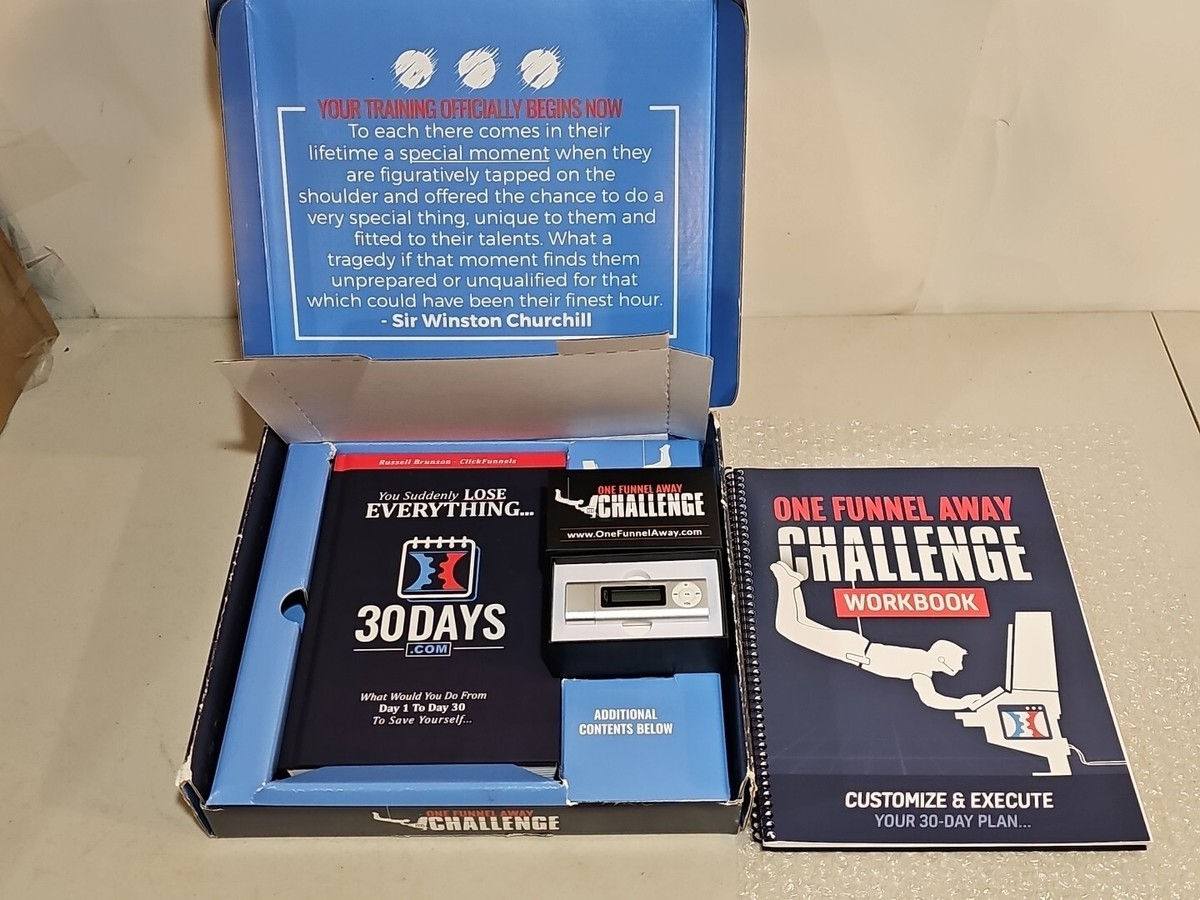 YOUR TRAINING OFFICIALLY BEGINS NOW
To each there comes in their
lifetime a special moment when they
are figuratively tapped on the
shoulder and offered the chance to do a
very special thing, unique to them and
fitted to their talents. What a
tragedy if that moment finds them
unprepared or unqualified for that
which could have been their finest hour.
- Sir Winston Churchill
Russell Brunson - ClickFunnels
You Suddenly LOSE
EVERYTHING...
30 DAYS
.COM
What Would You Do From
Day 1 To Day 30
To Save Yourself...
ONE FUNNEL AWAY
CHALLENGE
www.OneFunnelAway.com
ADDITIONAL
CONTENTS BELOW
ONE FUNNEL AWAY
CHALLENGE
ONE FUNNEL AWAY
CHALLENGE
WORKBOOK
CUSTOMIZE & EXECUTE
YOUR 30-DAY PLAN...